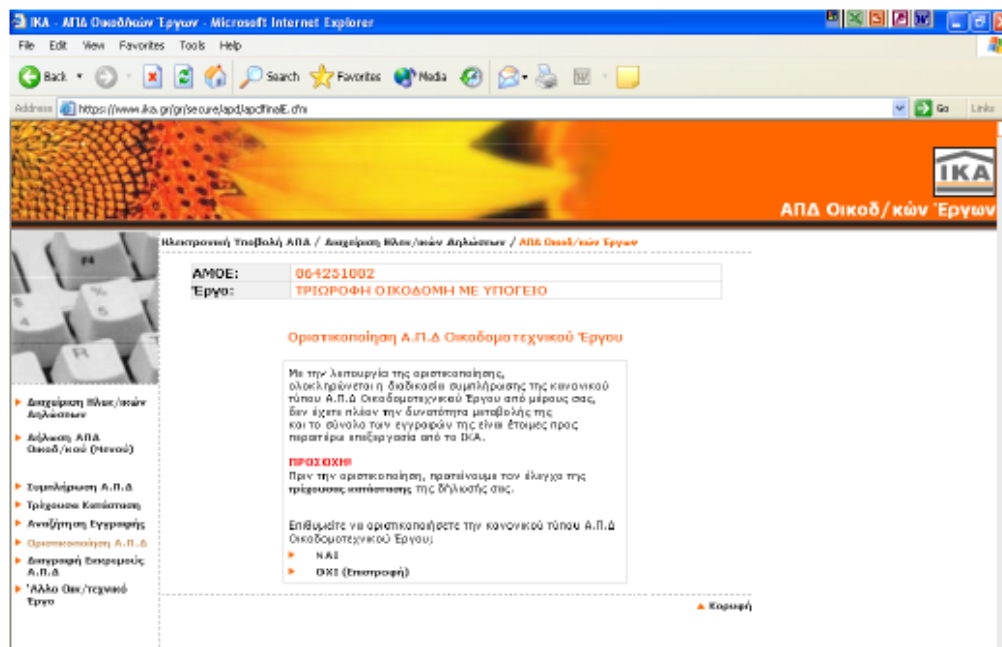 IKA - ΑΠΔ Οικοδ/κών Έργων - Microsoft Internet Explorer
File Edit View Favorites Tools Help
Back Search Favorites Media
Address https://www.ika.gr/gr/secure/apd/apdfinalE.cfm Go Links
IKA
ΑΠΔ Οικοδ/κών Έργων
Ηλεκτρονική Υποβολή ΑΠΔ / Διαχείριση Ηλεκ/κών Δηλώσεων / ΑΠΔ Οικοδ/κών Έργων
ΑΜΟΕ: 064251002
Έργο: ΤΡΙΩΡΟΦΗ ΟΙΚΟΔΟΜΗ ΜΕ ΥΠΟΓΕΙΟ
Οριστικοποίηση Α.Π.Δ Οικοδομοτεχνικού Έργου
Με την λειτουργία της οριστικοποίησης,
ολοκληρώνεται η διαδικασία συμπλήρωσης της κανονικού
τύπου Α.Π.Δ Οικοδομοτεχνικού Έργου από μέρους σας,
δεν έχετε πλέον την δυνατότητα μεταβολής της
και το σύνολο των εγγραφών της είναι έτοιμες προς
περαιτέρω επεξεργασία από το ΙΚΑ.
ΠΡΟΣΟΧΗ!
Πριν την οριστικοποίηση, προτείνουμε τον έλεγχο της
τρέχουσας κατάστασης της δήλωσής σας.
Επιθυμείτε να οριστικοποιήσετε την κανονικού τύπου Α.Π.Δ
Οικοδομοτεχνικού Έργου;
ΝΑΙ
ΟΧΙ (Επιστροφή)
Κορυφή
Διαχείριση Ηλεκ/κών
Δηλώσεων
Δήλωση ΑΠΔ
Οικοδ/κού (Μενού)
Συμπλήρωση Α.Π.Δ
Τρέχουσα Κατάσταση
Αναζήτηση Εγγραφής
Οριστικοποίηση Α.Π.Δ
Διαγραφή Εκκρεμούς
Α.Π.Δ
Άλλο Οικ/τεχνικό
Έργο